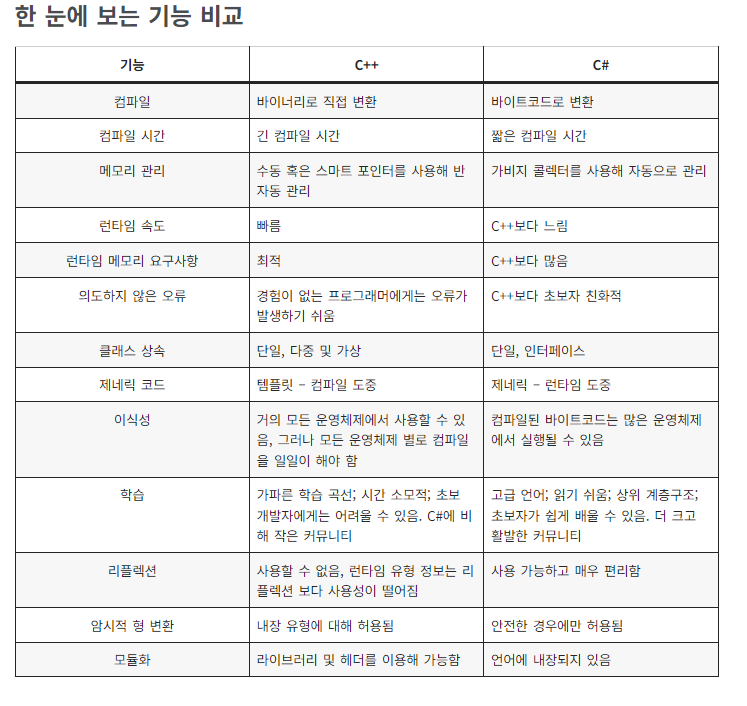 한 눈에 보는 기능 비교
기능 C++ C#
컴파일 바이너리로 직접 변환 바이트코드로 변환
컴파일 시간 긴 컴파일 시간 짧은 컴파일 시간
메모리 관리 수동 혹은 스마트 포인터를 사용해 반 가비지 콜렉터를 사용해 자동으로 관리
자동 관리
런타임 속도 빠름 C++보다 느림
런타임 메모리 요구사항 최적 C++보다 많음
의도하지 않은 오류 경험이 없는 프로그래머에게는 오류가 C++보다 초보자 친화적
발생하기 쉬움
클래스 상속 단일, 다중 및 가상 단일, 인터페이스
제네릭 코드 템플릿 – 컴파일 도중 제네릭 – 런타임 도중
이식성 거의 모든 운영체제에서 사용할 수 있 컴파일된 바이트코드는 많은 운영체제
음, 그러나 모든 운영체제 별로 컴파일 에서 실행될 수 있음
을 일일이 해야 함
학습 가파른 학습 곡선; 시간 소모적; 초보 고급 언어; 읽기 쉬움; 상위 계층구조;
개발자에게는 어려울 수 있음. C#에 비 초보자가 쉽게 배울 수 있음. 더 크고
해 작은 커뮤니티 활발한 커뮤니티
리플렉션 사용할 수 없음, 런타임 유형 정보는 리 사용 가능하고 매우 편리함
플렉션 보다 사용성이 떨어짐
암시적 형 변환 내장 유형에 대해 허용됨 안전한 경우에만 허용됨
모듈화 라이브러리 및 헤더를 이용해 가능함 언어에 내장되지 있음